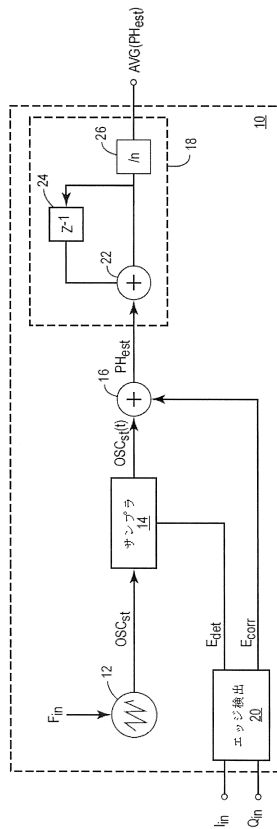 10
AVG(PHest)
18
26
/n
24
Z-1
22
+
PHest
16
+
OSCst(t)
サンプラ
14
OSCst
12
Fin
Edet
Ecorr
エッジ検出
20
Iin
Qin